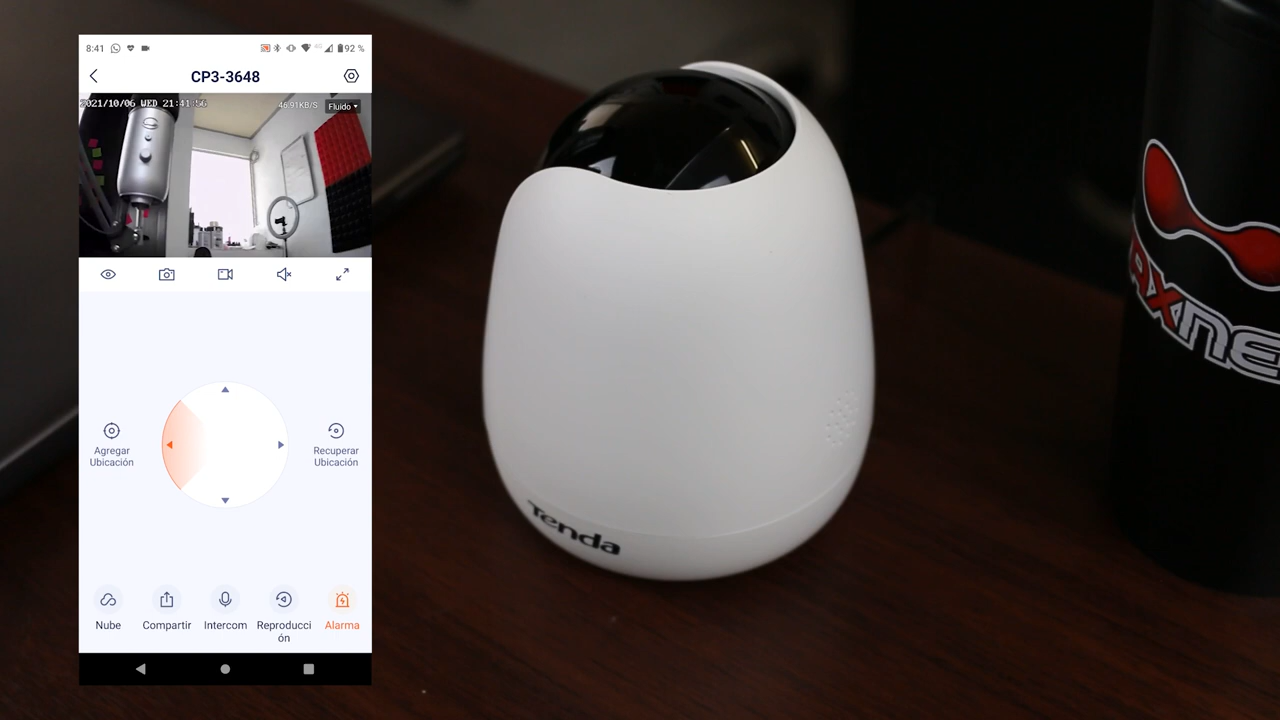 8:41
92 %
CP3-3648
2021/10/06 WED 21:41:56
46.91KB/S
Fluido
Agregar
Ubicación
Recuperar
Ubicación
Nube
Compartir
Intercom
Reproducci
ón
Alarma
Tenda
AXNE